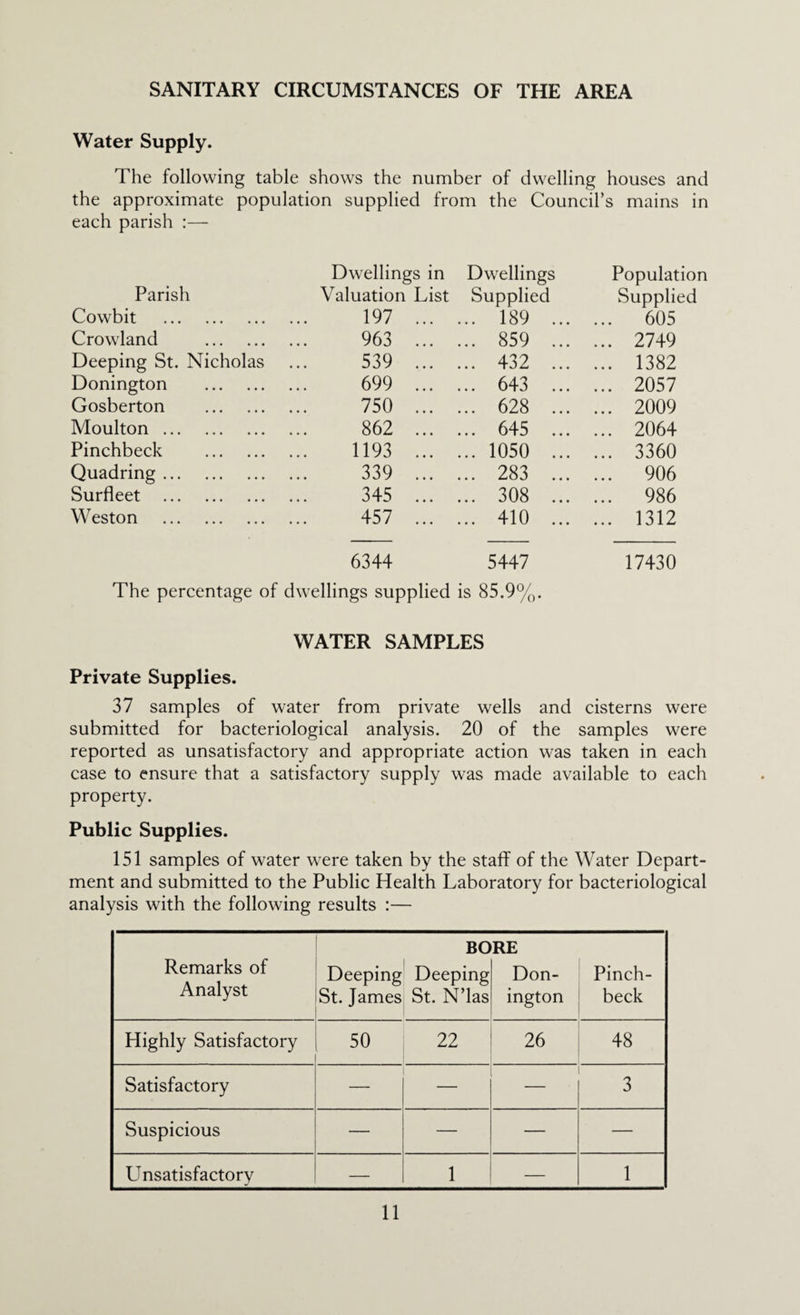 SANITARY CIRCUMSTANCES OF THE AREA
Water Supply.
The following table shows the number of dwelling houses and
the approximate population supplied from the Council's mains in
each parish :—
Dwellings in Dwellings Population
Parish Valuation List Supplied Supplied
Cowbit ... ... ... ... 197 ... ... 189 ... ... 605
Crowland ... ... ... 963 ... ... 859 ... ... 2749
Deeping St. Nicholas ... 539 ... ... 432 ... ... 1382
Donington ... ... ... 699 ... ... 643 ... ... 2057
Gosberton ... ... ... 750 ... ... 628 ... ... 2009
Moulton ... ... ... ... 862 ... ... 645 ... ... 2064
Pinchbeck ... ... ... 1193 ... ... 1050 ... ... 3360
Quadring ... ... ... ... 339 ... ... 283 ... ... 906
Surfleet ... ... ... ... 345 ... ... 308 ... ... 986
Weston ... ... ... ... 457 ... ... 410 ... ... 1312
6344 5447 17430
The percentage of dwellings supplied is 85.9%.
WATER SAMPLES
Private Supplies.
37 samples of water from private wells and cisterns were
submitted for bacteriological analysis. 20 of the samples were
reported as unsatisfactory and appropriate action was taken in each
case to ensure that a satisfactory supply was made available to each
property.
Public Supplies.
151 samples of water were taken by the staff of the Water Depart-
ment and submitted to the Public Health Laboratory for bacteriological
analysis with the following results :—
BORE
Remarks of Deeping Deeping Don- Pinch-
Analyst St. James St. N'las ington beck
Highly Satisfactory 50 22 26 48
Satisfactory — — — 3
Suspicious — — — —
Unsatisfactory — 1 — 1
11